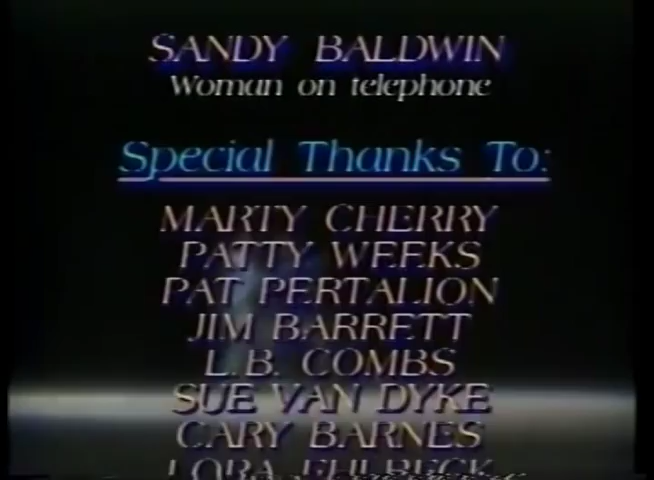 SANDY BALDWIN
Woman on telephone
Special Thanks To:
MARTY CHERRY
PATTY WEEKS
PAT PERTALION
JIM BARRETT
L.B. COMBS
SUE VAN DYKE
CARY BARNES
LORA